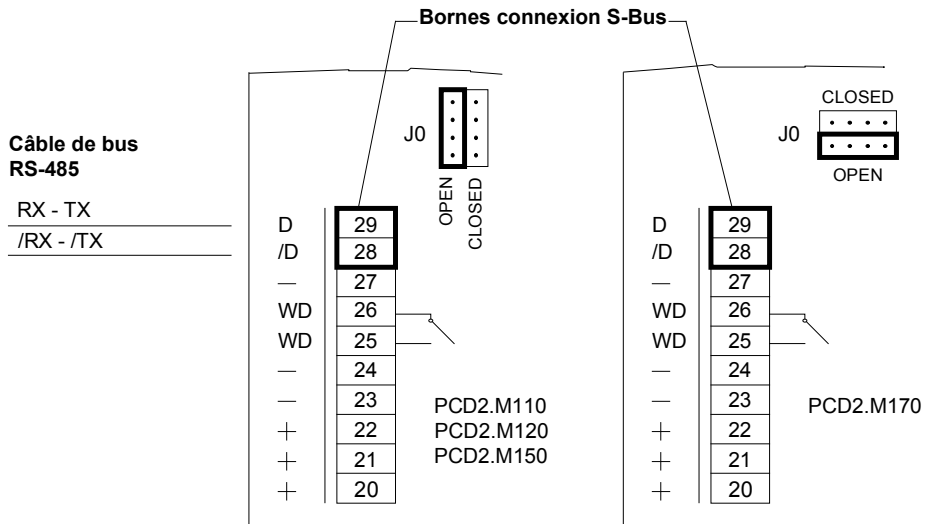 Bornes connexion S-Bus
Câble de bus
RS-485
RX - TX
/RX - /TX
J0
OPEN
CLOSED
D 29
/D 28
— 27
WD 26
WD 25
— 24
— 23
+ 22
+ 21
+ 20
PCD2.M110
PCD2.M120
PCD2.M150
CLOSED
J0
OPEN
D 29
/D 28
— 27
WD 26
WD 25
— 24
— 23
+ 22
+ 21
+ 20
PCD2.M170